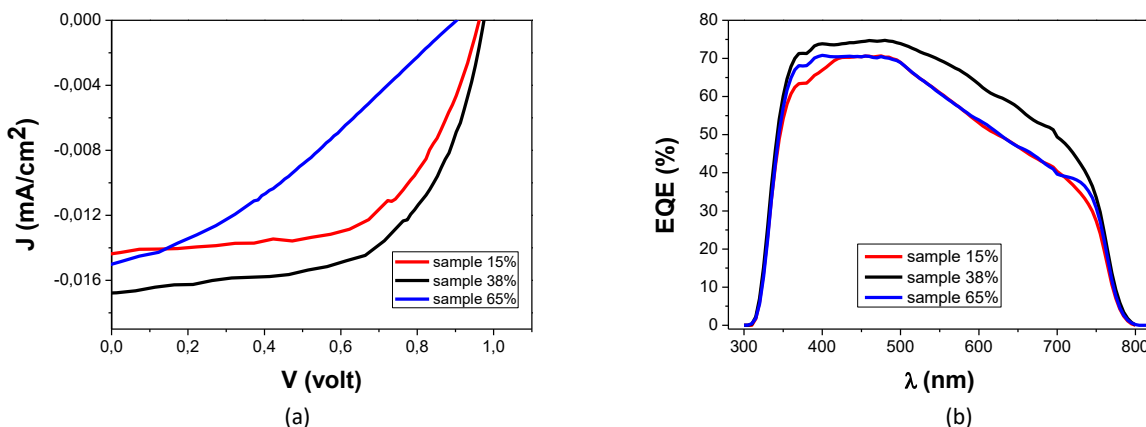 0,000
-0,004
-0,008
-0,012
-0,016
J (mA/cm²)
0,0 0,2 0,4 0,6 0,8 1,0
V (volt)
sample 15%
sample 38%
sample 65%
(a)
80
70
60
50
40
30
20
10
0
EQE (%)
300 400 500 600 700 800
λ (nm)
sample 15%
sample 38%
sample 65%
(b)